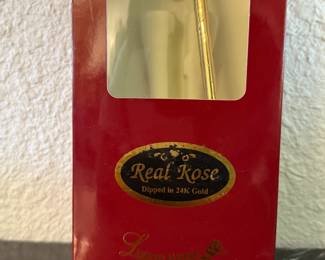 Real Rose
Dipped in 24K Gold